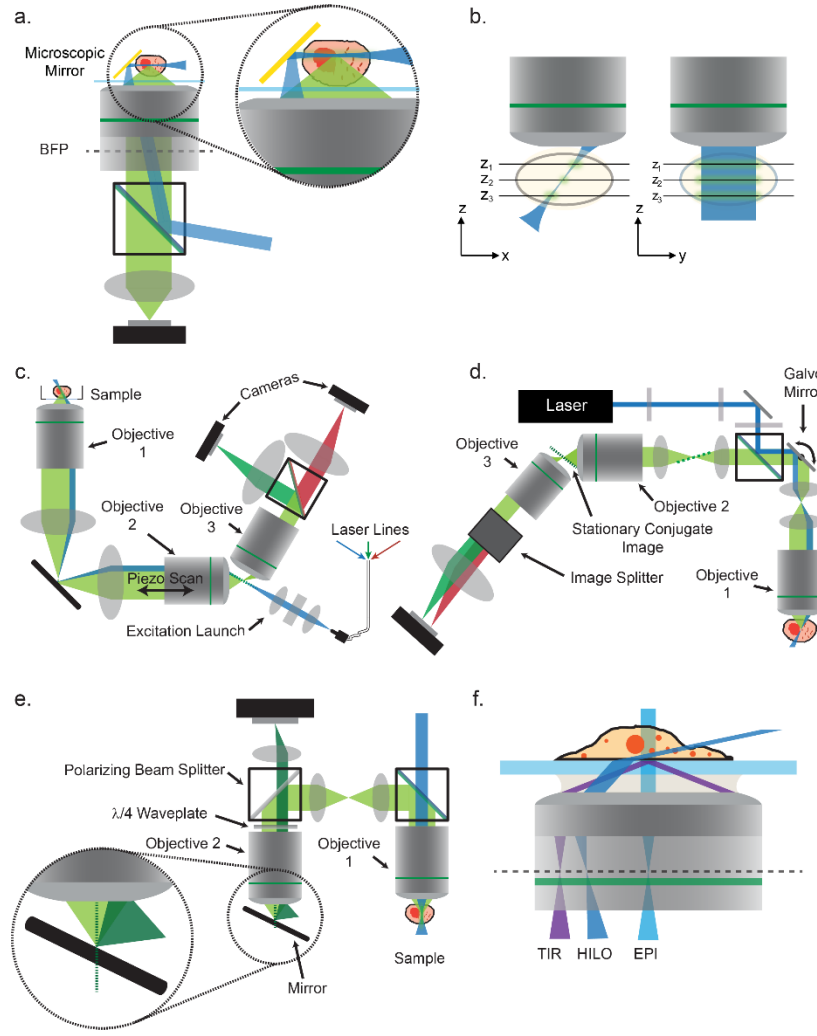 a.
Microscopic
Mirror
BFP
b.
z1
z2
z3
z
x
z1
z2
z3
z
y
c.
Sample
Objective
1
Objective
2
Piezo Scan
Objective
3
Cameras
Laser Lines
Excitation Launch
d.
Laser
Galvo
Mirro
Objective
3
Objective 2
Stationary Conjugate
Image
Image Splitter
Objective
1
e.
Polarizing Beam Splitter
λ/4 Waveplate
Objective 2
Objective
1
Sample
Mirror
f.
TIR HILO EPI